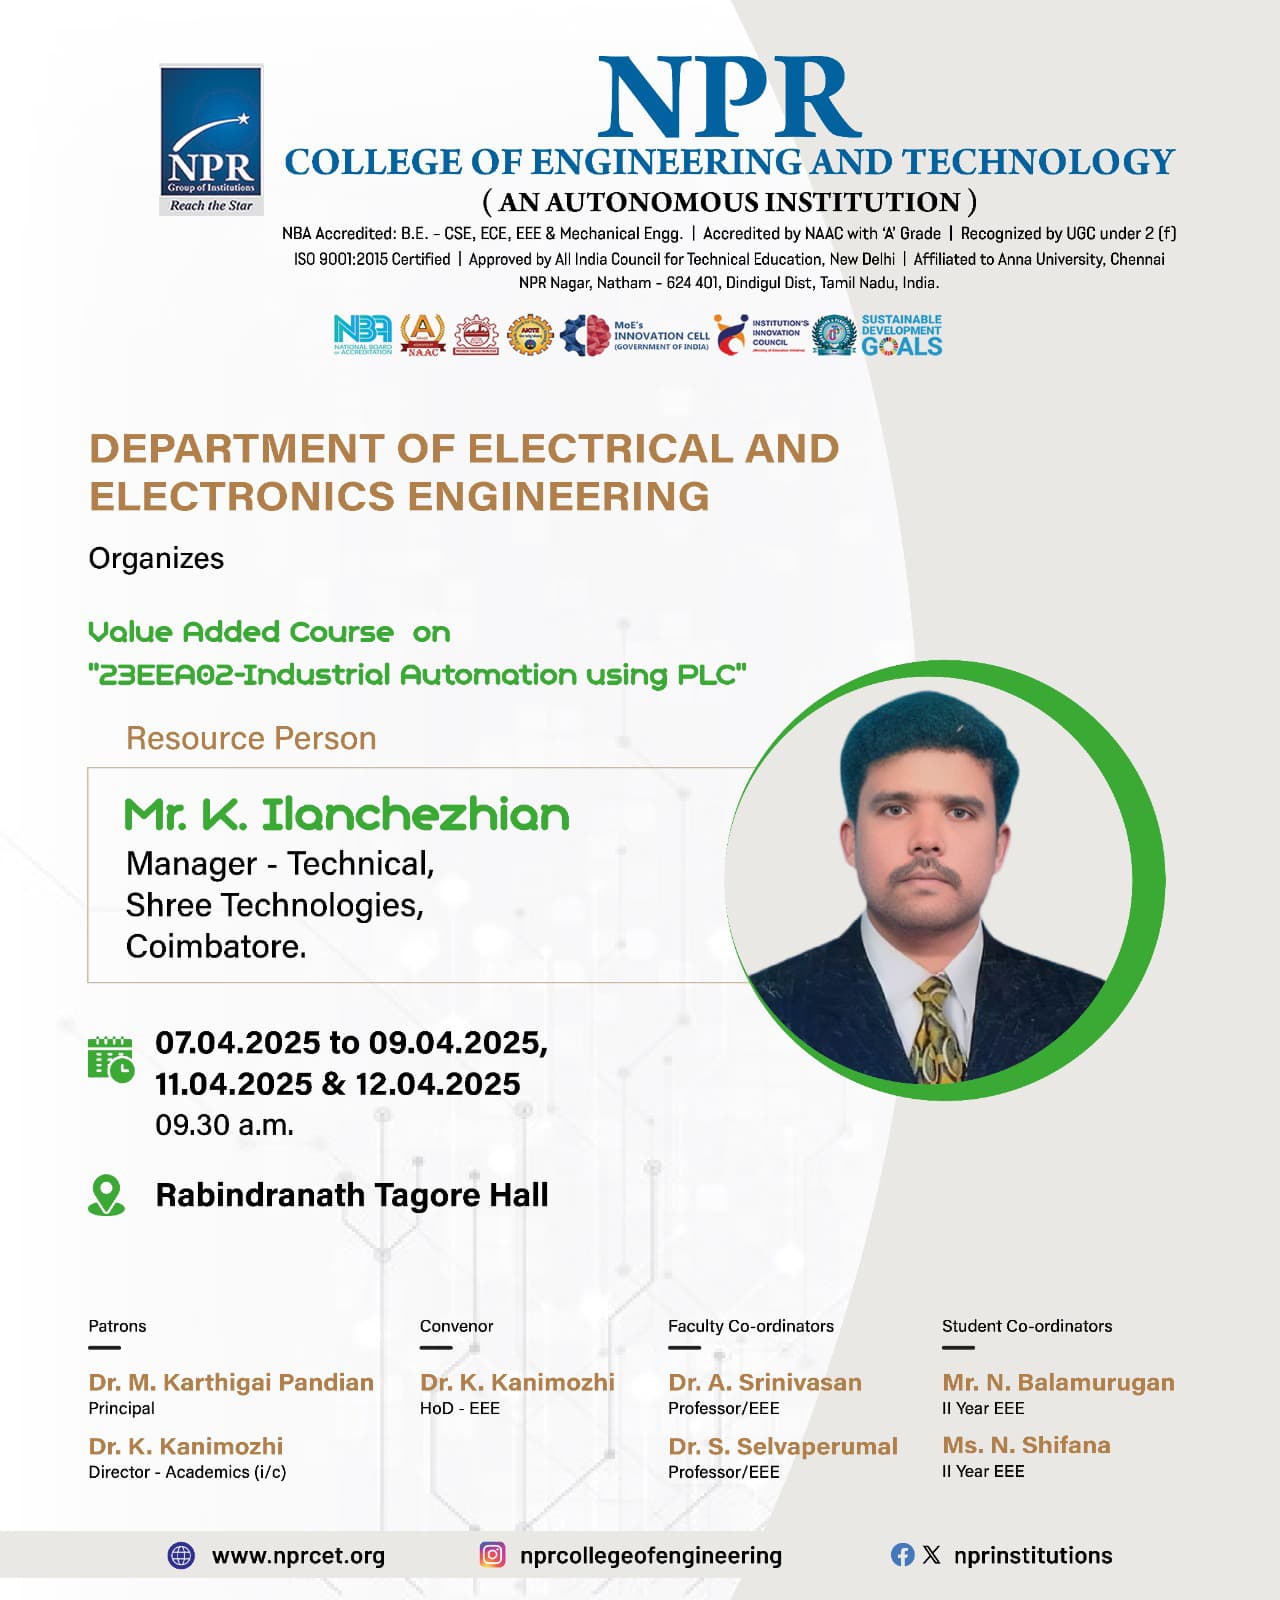 NPR
Group of Institutions
Reach the Star
NPR
COLLEGE OF ENGINEERING AND TECHNOLOGY
( AN AUTONOMOUS INSTITUTION )
NBA Accredited: B.E. - CSE, ECE, EEE & Mechanical Engg. | Accredited by NAAC with ‘A’ Grade | Recognized by UGC under 2 (f)
ISO 9001:2015 Certified | Approved by All India Council for Technical Education, New Delhi | Affiliated to Anna University, Chennai
NPR Nagar, Natham - 624 401, Dindigul Dist, Tamil Nadu, India.
NBA
NATIONAL BOARD
of ACCREDITATION
A
NAAC
AICTE
MoE's
INNOVATION CELL
(GOVERNMENT OF INDIA)
INSTITUTION'S
INNOVATION
COUNCIL
SUSTAINABLE
DEVELOPMENT
GOALS
DEPARTMENT OF ELECTRICAL AND
ELECTRONICS ENGINEERING
Organizes
Value Added Course on
"23EEA02-Industrial Automation using PLC"
Resource Person
Mr. K. Ilanchezhian
Manager - Technical,
Shree Technologies,
Coimbatore.
07.04.2025 to 09.04.2025,
11.04.2025 & 12.04.2025
09.30 a.m.
Rabindranath Tagore Hall
Patrons
Dr. M. Karthigai Pandian
Principal
Dr. K. Kanimozhi
Director - Academics (i/c)
Convenor
Dr. K. Kanimozhi
HoD - EEE
Faculty Co-ordinators
Dr. A. Srinivasan
Professor/EEE
Dr. S. Selvaperumal
Professor/EEE
Student Co-ordinators
Mr. N. Balamurugan
II Year EEE
Ms. N. Shifana
II Year EEE
www.nprcet.org
nprcollegeofengineering
nprinstitutions